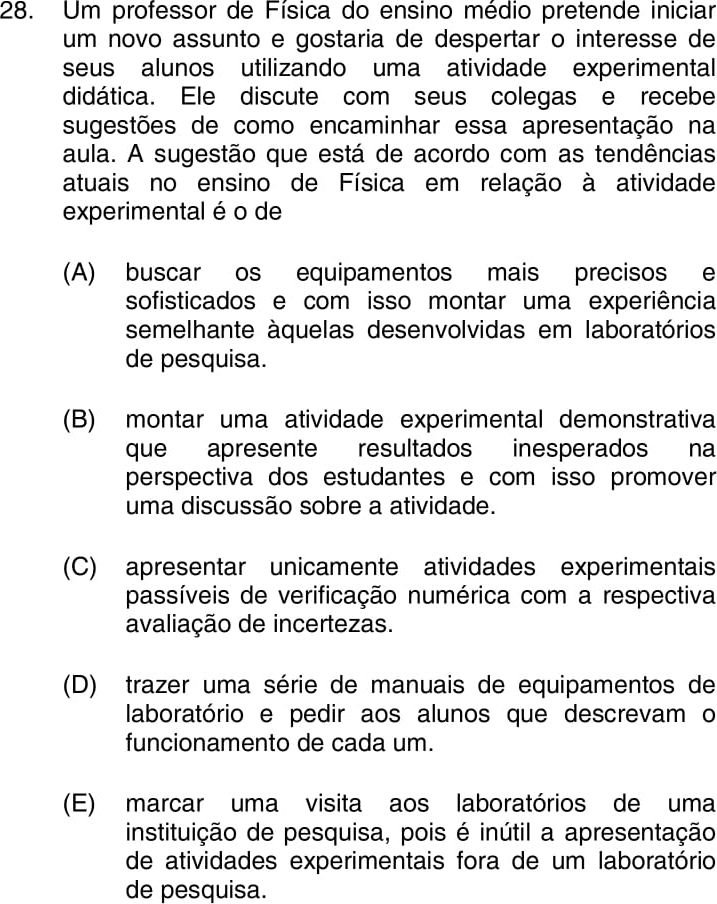 28. Um professor de Física do ensino médio pretende iniciar
um novo assunto e gostaria de despertar o interesse de
seus alunos utilizando uma atividade experimental
didática. Ele discute com seus colegas e recebe
sugestões de como encaminhar essa apresentação na
aula. A sugestão que está de acordo com as tendências
atuais no ensino de Física em relação à atividade
experimental é o de
(A) buscar os equipamentos mais precisos e
sofisticados e com isso montar uma experiência
semelhante àquelas desenvolvidas em laboratórios
de pesquisa.
(B) montar uma atividade experimental demonstrativa
que apresente resultados inesperados na
perspectiva dos estudantes e com isso promover
uma discussão sobre a atividade.
(C) apresentar unicamente atividades experimentais
passíveis de verificação numérica com a respectiva
avaliação de incertezas.
(D) trazer uma série de manuais de equipamentos de
laboratório e pedir aos alunos que descrevam o
funcionamento de cada um.
(E) marcar uma visita aos laboratórios de uma
instituição de pesquisa, pois é inútil a apresentação
de atividades experimentais fora de um laboratório
de pesquisa.